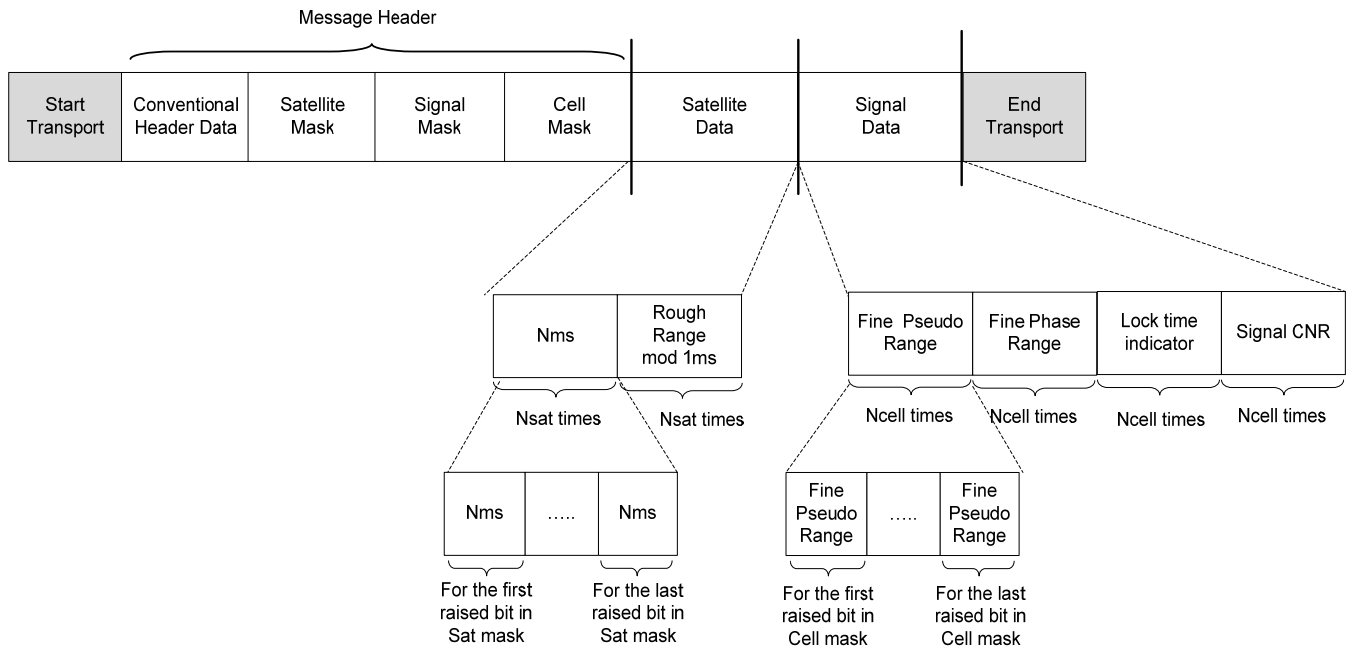 Message Header
Start
Transport
Conventional
Header Data
Satellite
Mask
Signal
Mask
Cell
Mask
Satellite
Data
Signal
Data
End
Transport
Nms
Rough
Range
mod 1ms
Fine Pseudo
Range
Fine Phase
Range
Lock time
indicator
Signal CNR
Nsat times
Nsat times
Ncell times
Ncell times
Ncell times
Ncell times
Nms
.....
Nms
Fine
Pseudo
Range
.....
Fine
Pseudo
Range
For the first
raised bit in
Sat mask
For the last
raised bit in
Sat mask
For the first
raised bit in
Cell mask
For the last
raised bit in
Cell mask